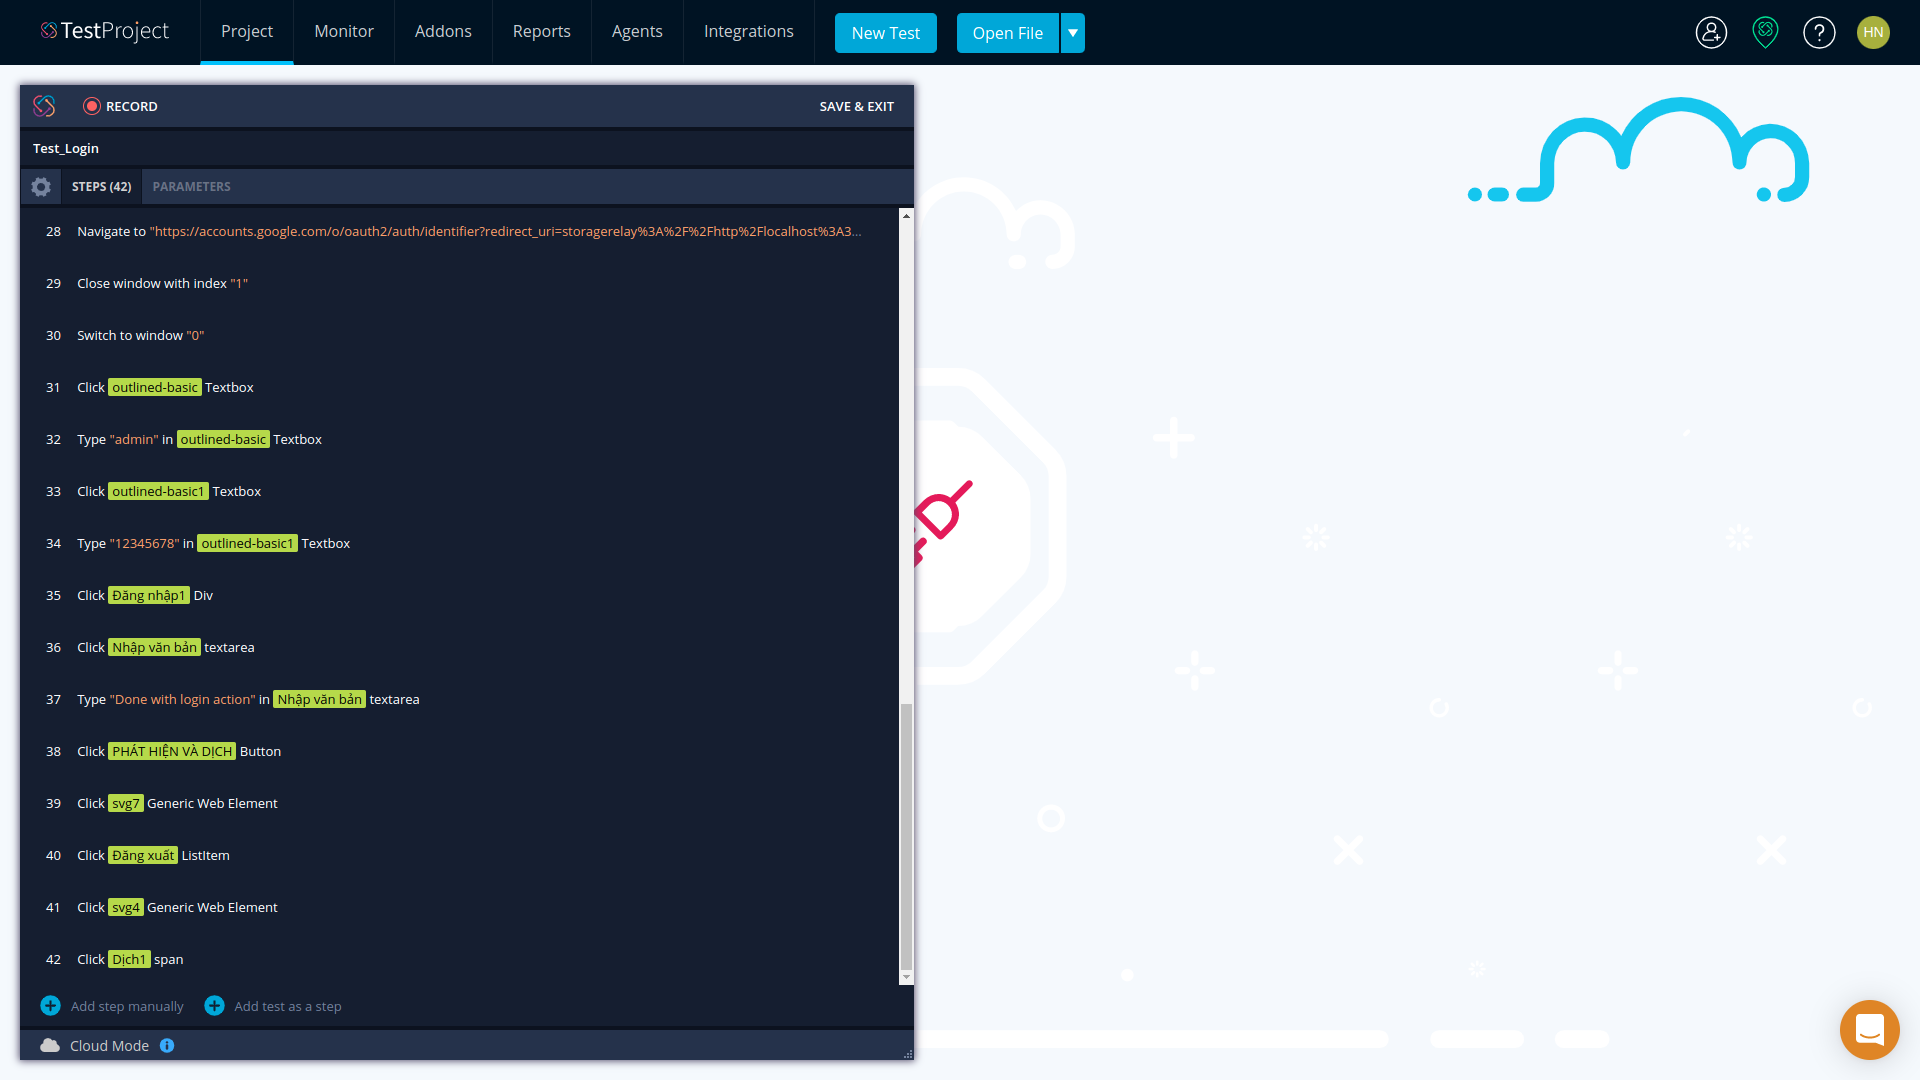 TestProject
Project
Monitor
Addons
Reports
Agents
Integrations
New Test
Open File
HN
RECORD
SAVE & EXIT
Test_Login
STEPS (42)
PARAMETERS
28 Navigate to "https://accounts.google.com/o/oauth2/auth/identifier?redirect_uri=storagerelay%3A%2F%2Fhttp%2Flocalhost%3A3...
29 Close window with index "1"
30 Switch to window "0"
31 Click outlined-basic Textbox
32 Type "admin" in outlined-basic Textbox
33 Click outlined-basic1 Textbox
34 Type "12345678" in outlined-basic1 Textbox
35 Click Đăng nhập1 Div
36 Click Nhập văn bản textarea
37 Type "Done with login action" in Nhập văn bản textarea
38 Click PHÁT HIỆN VÀ DỊCH Button
39 Click svg7 Generic Web Element
40 Click Đăng xuất ListItem
41 Click svg4 Generic Web Element
42 Click Dịch1 span
Add step manually
Add test as a step
Cloud Mode